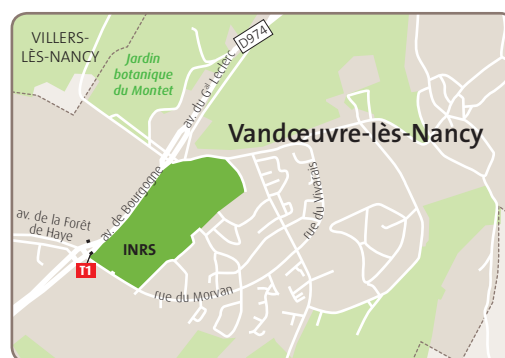 VILLERS-
LÈS-NANCY
Jardin
botanique
du Montet
D974
av. du Gal Leclerc
Vandœuvre-lès-Nancy
av. de Bourgogne
rue du Vivarais
av. de la Forêt
de Haye
INRS
T1
rue du Morvan